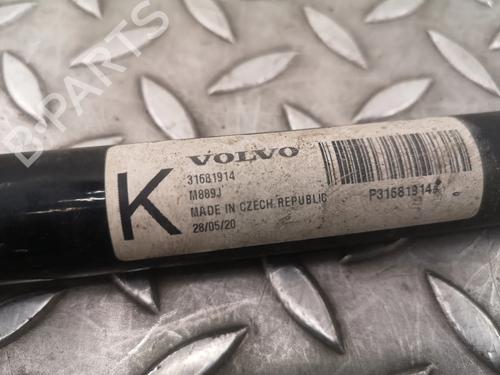 B-PARTS
VOLVO
K
31681914
M889J
MADE IN CZECH REPUBLIC
28/05/20
P31681914